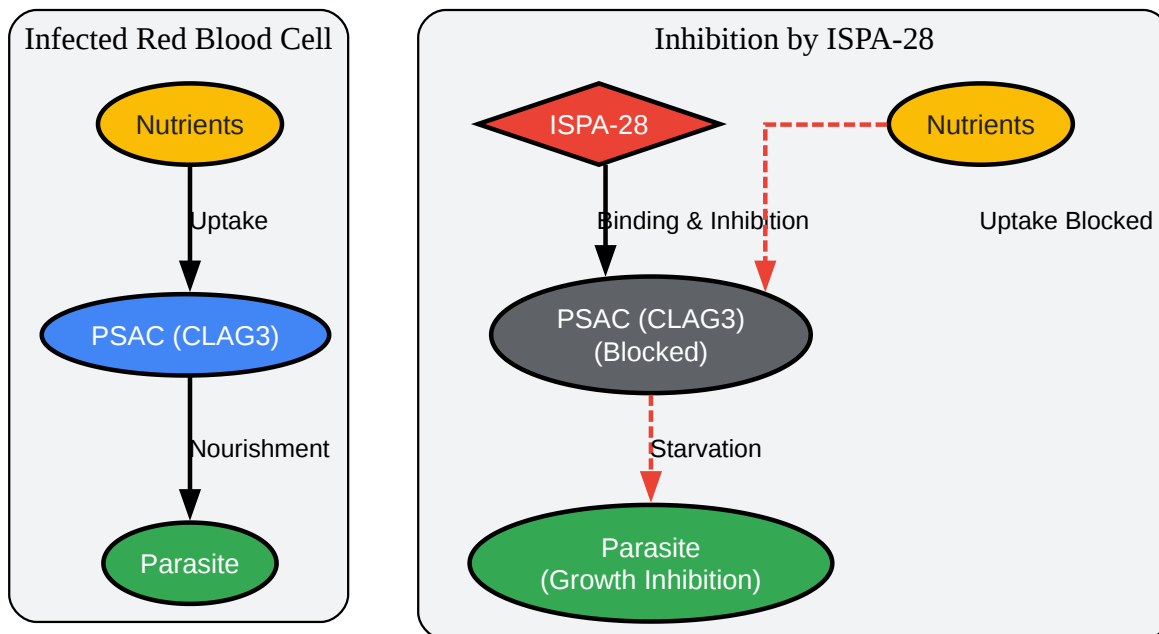 Infected Red Blood Cell
Nutrients
Uptake
PSAC (CLAG3)
Nourishment
Parasite
Inhibition by ISPA-28
ISPA-28
Nutrients
Binding & Inhibition
Uptake Blocked
PSAC (CLAG3)
(Blocked)
Starvation
Parasite
(Growth Inhibition)